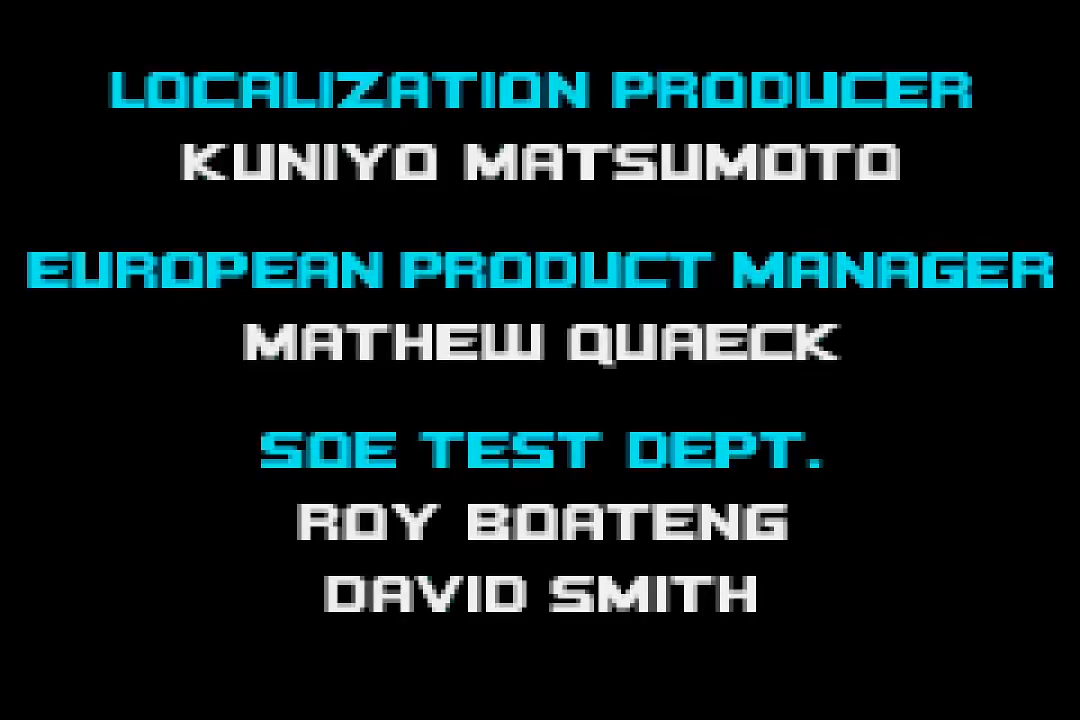 LOCALIZATION PRODUCER
KUNIYO MATSUMOTO
EUROPEAN PRODUCT MANAGER
MATHEW QUAECK
SOE TEST DEPT.
ROY BOATENG
DAVID SMITH